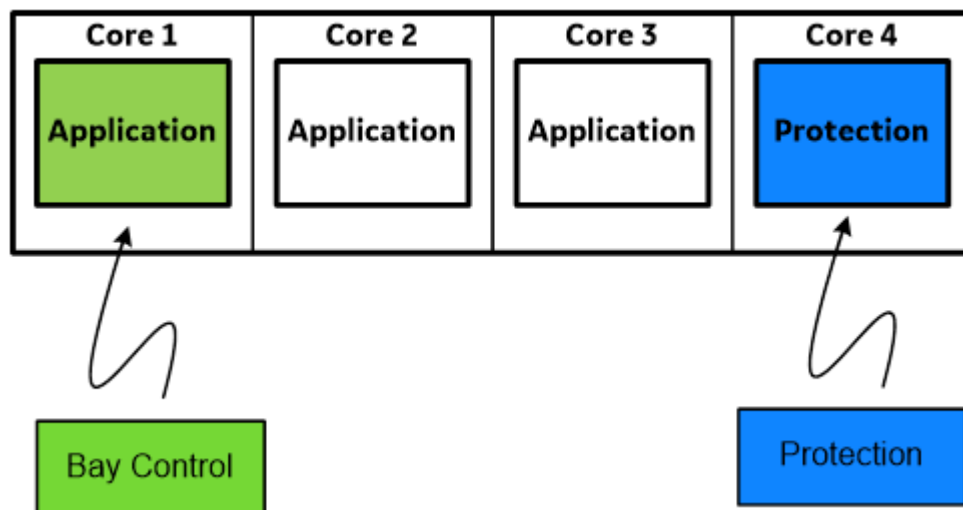 Core 1
Core 2
Core 3
Core 4
Application
Application
Application
Protection
Bay Control
Protection